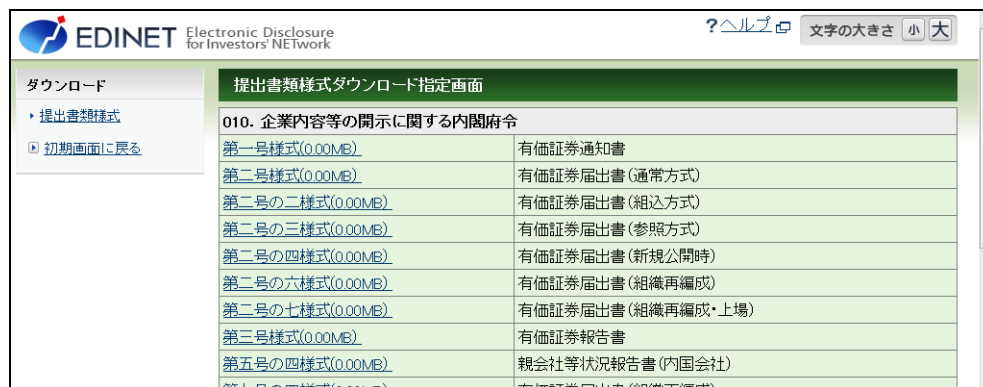 EDINET Electronic Disclosure for Investors' NETwork
?ヘルプ 文字の大きさ 小 大
ダウンロード
提出書類様式
初期画面に戻る
提出書類様式ダウンロード指定画面
010. 企業内容等の開示に関する内閣府令
第一号様式(0.00MB) 有価証券通知書
第二号様式(0.00MB) 有価証券届出書(通常方式)
第二号の二様式(0.00MB) 有価証券届出書(組込方式)
第二号の三様式(0.00MB) 有価証券届出書(参照方式)
第二号の四様式(0.00MB) 有価証券届出書(新規公開時)
第二号の六様式(0.00MB) 有価証券届出書(組織再編成)
第二号の七様式(0.00MB) 有価証券届出書(組織再編成・上場)
第三号様式(0.00MB) 有価証券報告書
第五号の四様式(0.00MB) 親会社等状況報告書(内国会社)